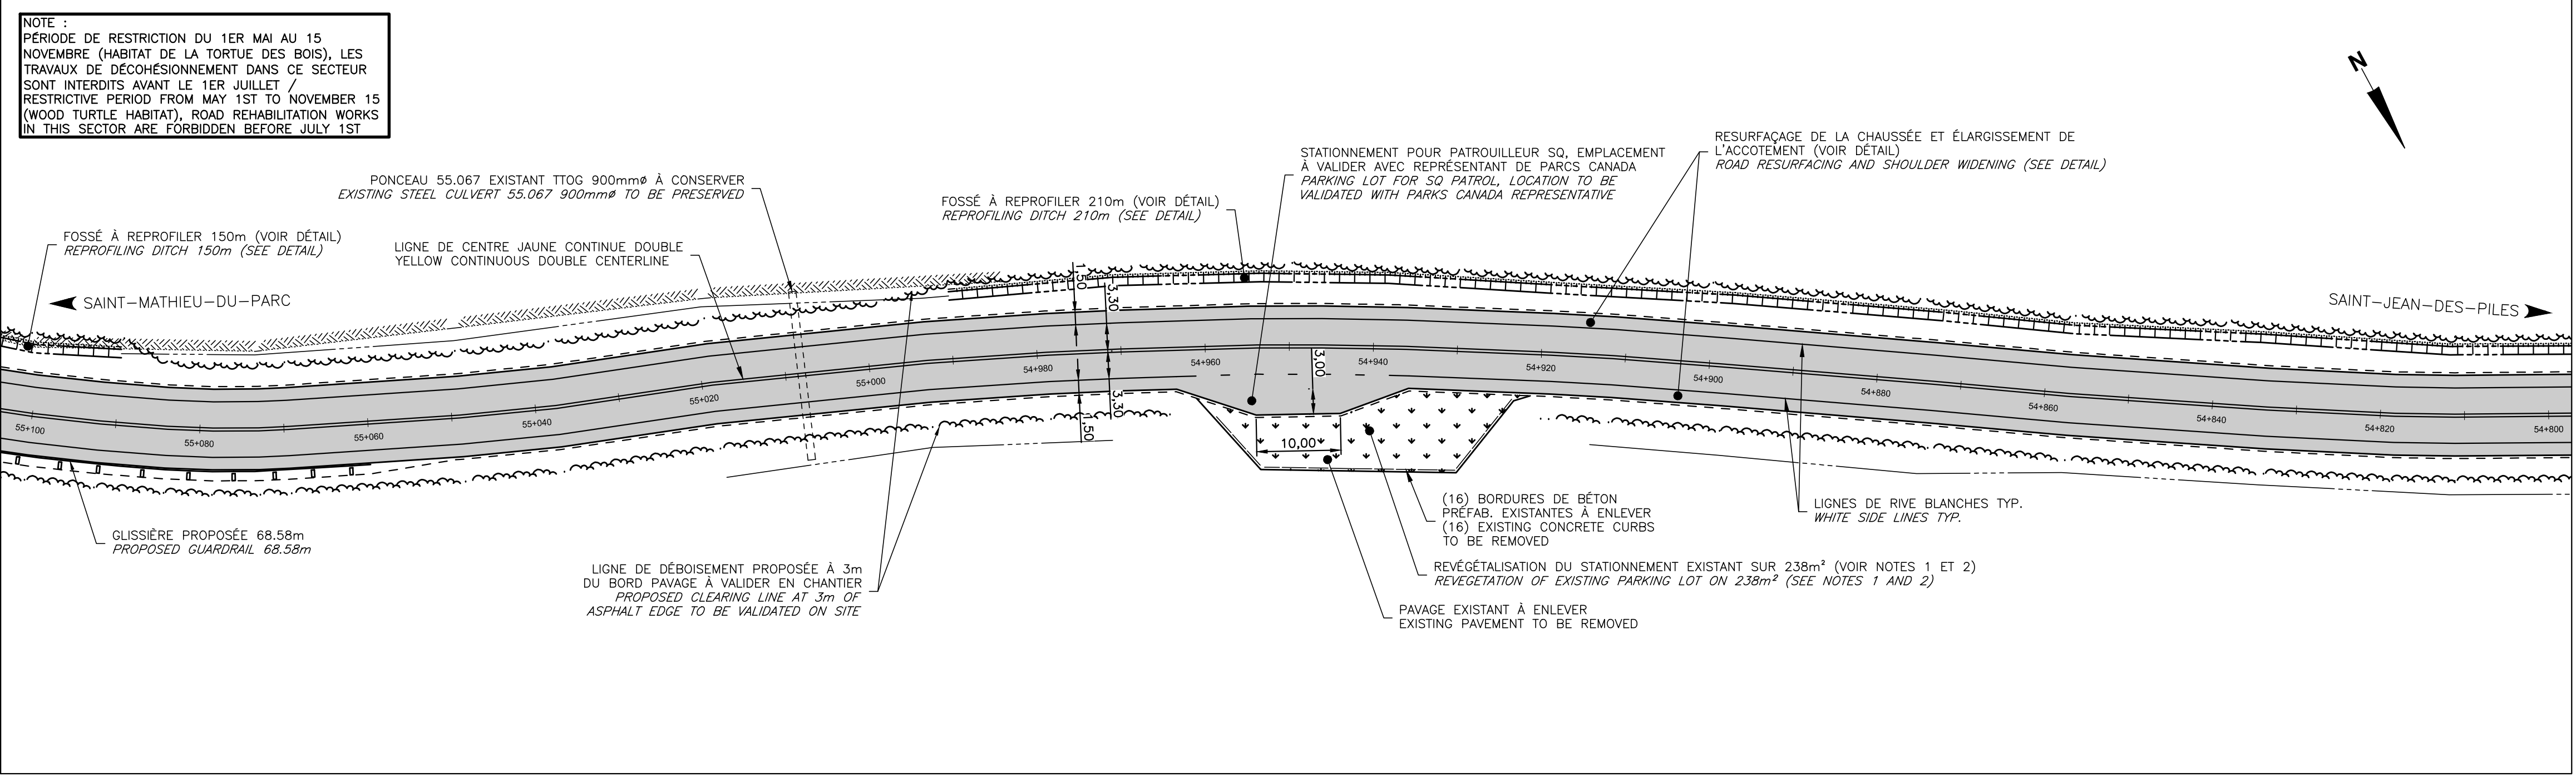 NOTE :
PÉRIODE DE RESTRICTION DU 1ER MAI AU 15
NOVEMBRE (HABITAT DE LA TORTUE DES BOIS), LES
TRAVAUX DE DÉCOHÉSIONNEMENT DANS CE SECTEUR
SONT INTERDITS AVANT LE 1ER JUILLET /
RESTRICTIVE PERIOD FROM MAY 1ST TO NOVEMBER 15
(WOOD TURTLE HABITAT), ROAD REHABILITATION WORKS
IN THIS SECTOR ARE FORBIDDEN BEFORE JULY 1ST
N
PONCEAU 55.067 EXISTANT TTOG 900mmø À CONSERVER
EXISTING STEEL CULVERT 55.067 900mmø TO BE PRESERVED
FOSSÉ À REPROFILER 210m (VOIR DÉTAIL)
REPROFILING DITCH 210m (SEE DETAIL)
STATIONNEMENT POUR PATROUILLEUR SQ, EMPLACEMENT
À VALIDER AVEC REPRÉSENTANT DE PARCS CANADA
PARKING LOT FOR SQ PATROL, LOCATION TO BE
VALIDATED WITH PARKS CANADA REPRESENTATIVE
RESURFAÇAGE DE LA CHAUSSÉE ET ÉLARGISSEMENT DE
L'ACCOTEMENT (VOIR DÉTAIL)
ROAD RESURFACING AND SHOULDER WIDENING (SEE DETAIL)
FOSSÉ À REPROFILER 150m (VOIR DÉTAIL)
REPROFILING DITCH 150m (SEE DETAIL)
LIGNE DE CENTRE JAUNE CONTINUE DOUBLE
YELLOW CONTINUOUS DOUBLE CENTERLINE
SAINT-MATHIEU-DU-PARC
SAINT-JEAN-DES-PILES
1,50
3,30
3,30
1,50
3,00
10,00
55+100
55+080
55+060
55+040
55+020
55+000
54+980
54+960
54+940
54+920
54+900
54+880
54+860
54+840
54+820
54+800
GLISSIÈRE PROPOSÉE 68.58m
PROPOSED GUARDRAIL 68.58m
LIGNE DE DÉBOISEMENT PROPOSÉE À 3m
DU BORD PAVAGE À VALIDER EN CHANTIER
PROPOSED CLEARING LINE AT 3m OF
ASPHALT EDGE TO BE VALIDATED ON SITE
(16) BORDURES DE BÉTON
PRÉFAB. EXISTANTES À ENLEVER
(16) EXISTING CONCRETE CURBS
TO BE REMOVED
LIGNES DE RIVE BLANCHES TYP.
WHITE SIDE LINES TYP.
REVÉGÉTALISATION DU STATIONNEMENT EXISTANT SUR 238m² (VOIR NOTES 1 ET 2)
REVEGETATION OF EXISTING PARKING LOT ON 238m² (SEE NOTES 1 AND 2)
PAVAGE EXISTANT À ENLEVER
EXISTING PAVEMENT TO BE REMOVED